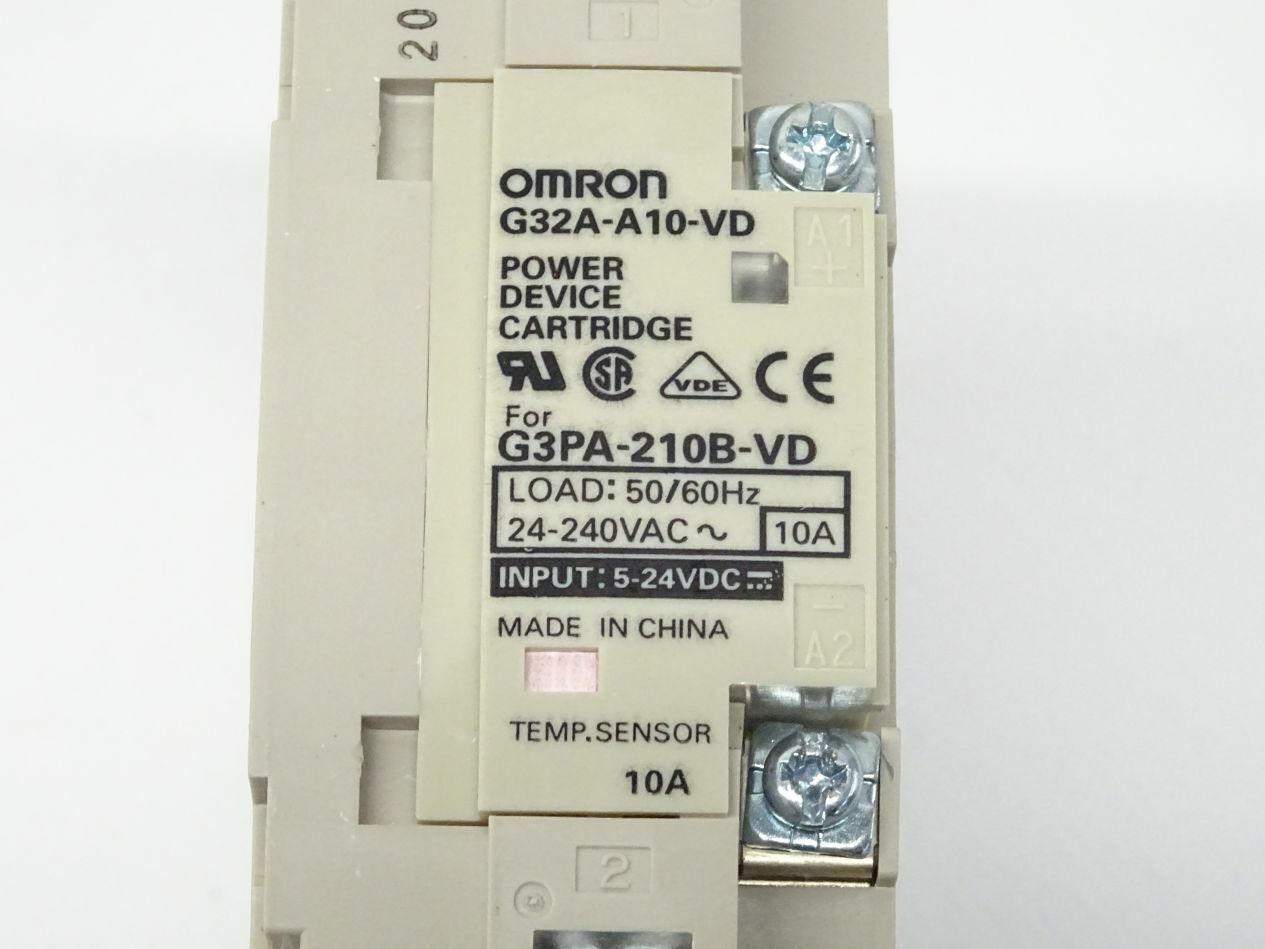 20
1
OMRON
G32A-A10-VD
A1
+
POWER
DEVICE
CARTRIDGE
VDE CE
For
G3PA-210B-VD
LOAD: 50/60Hz
24-240VAC～ 10A
INPUT: 5-24VDC⎓
MADE IN CHINA
−
A2
TEMP.SENSOR
10A
2